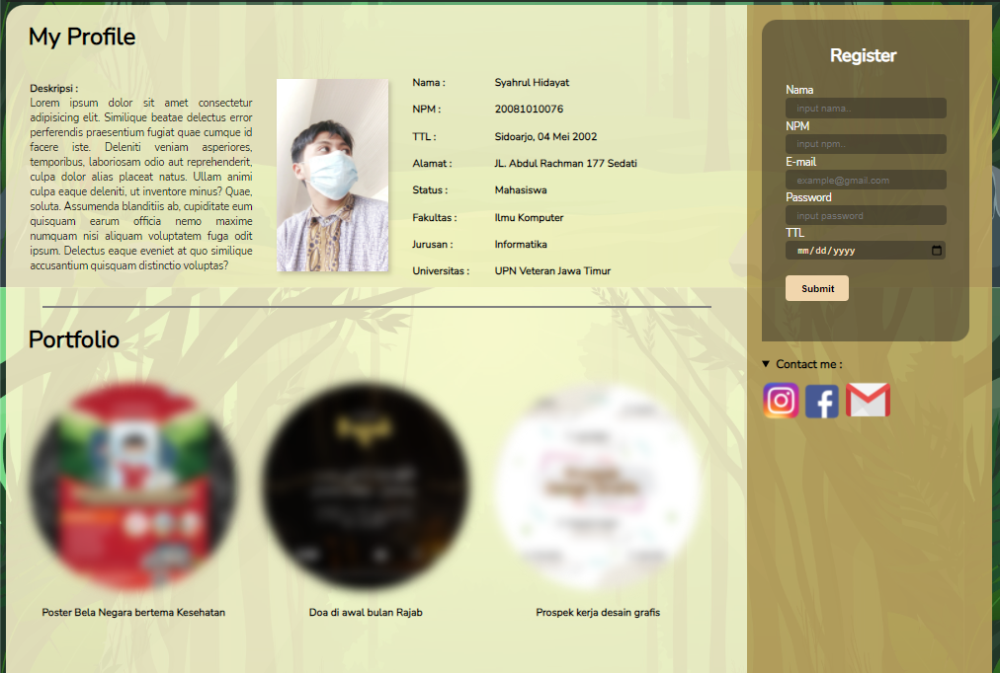 My Profile
Deskripsi :
Lorem ipsum dolor sit amet consectetur
adipisicing elit. Similique beatae delectus error
perferendis praesentium fugiat quae cumque id
facere iste. Deleniti veniam asperiores,
temporibus, laboriosam odio aut reprehenderit,
culpa dolor alias placeat natus. Ullam animi
culpa eaque deleniti, ut inventore minus? Quae,
soluta. Assumenda blanditiis ab, cupiditate eum
quisquam earum officia nemo maxime
numquam nisi aliquam voluptatem fuga odit
ipsum. Delectus eaque eveniet at quo similique
accusantium quisquam distinctio voluptas?
Nama : Syahrul Hidayat
NPM : 20081010076
TTL : Sidoarjo, 04 Mei 2002
Alamat : JL. Abdul Rachman 177 Sedati
Status : Mahasiswa
Fakultas : Ilmu Komputer
Jurusan : Informatika
Universitas : UPN Veteran Jawa Timur
Portfolio
Poster Bela Negara bertema Kesehatan
Doa di awal bulan Rajab
Prospek kerja desain grafis
Register
Nama
input nama..
NPM
input npm..
E-mail
example@gmail.com
Password
input password
TTL
mm/dd/yyyy
Submit
▼ Contact me :